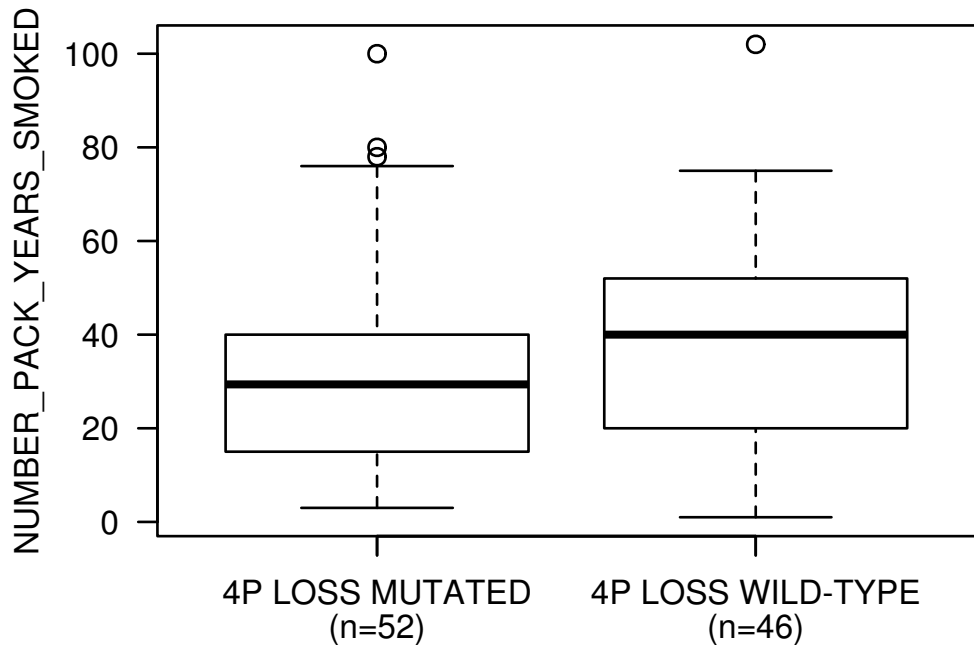 NUMBER_PACK_YEARS_SMOKED
100
80
60
40
20
0
4P LOSS MUTATED
(n=52)
4P LOSS WILD-TYPE
(n=46)